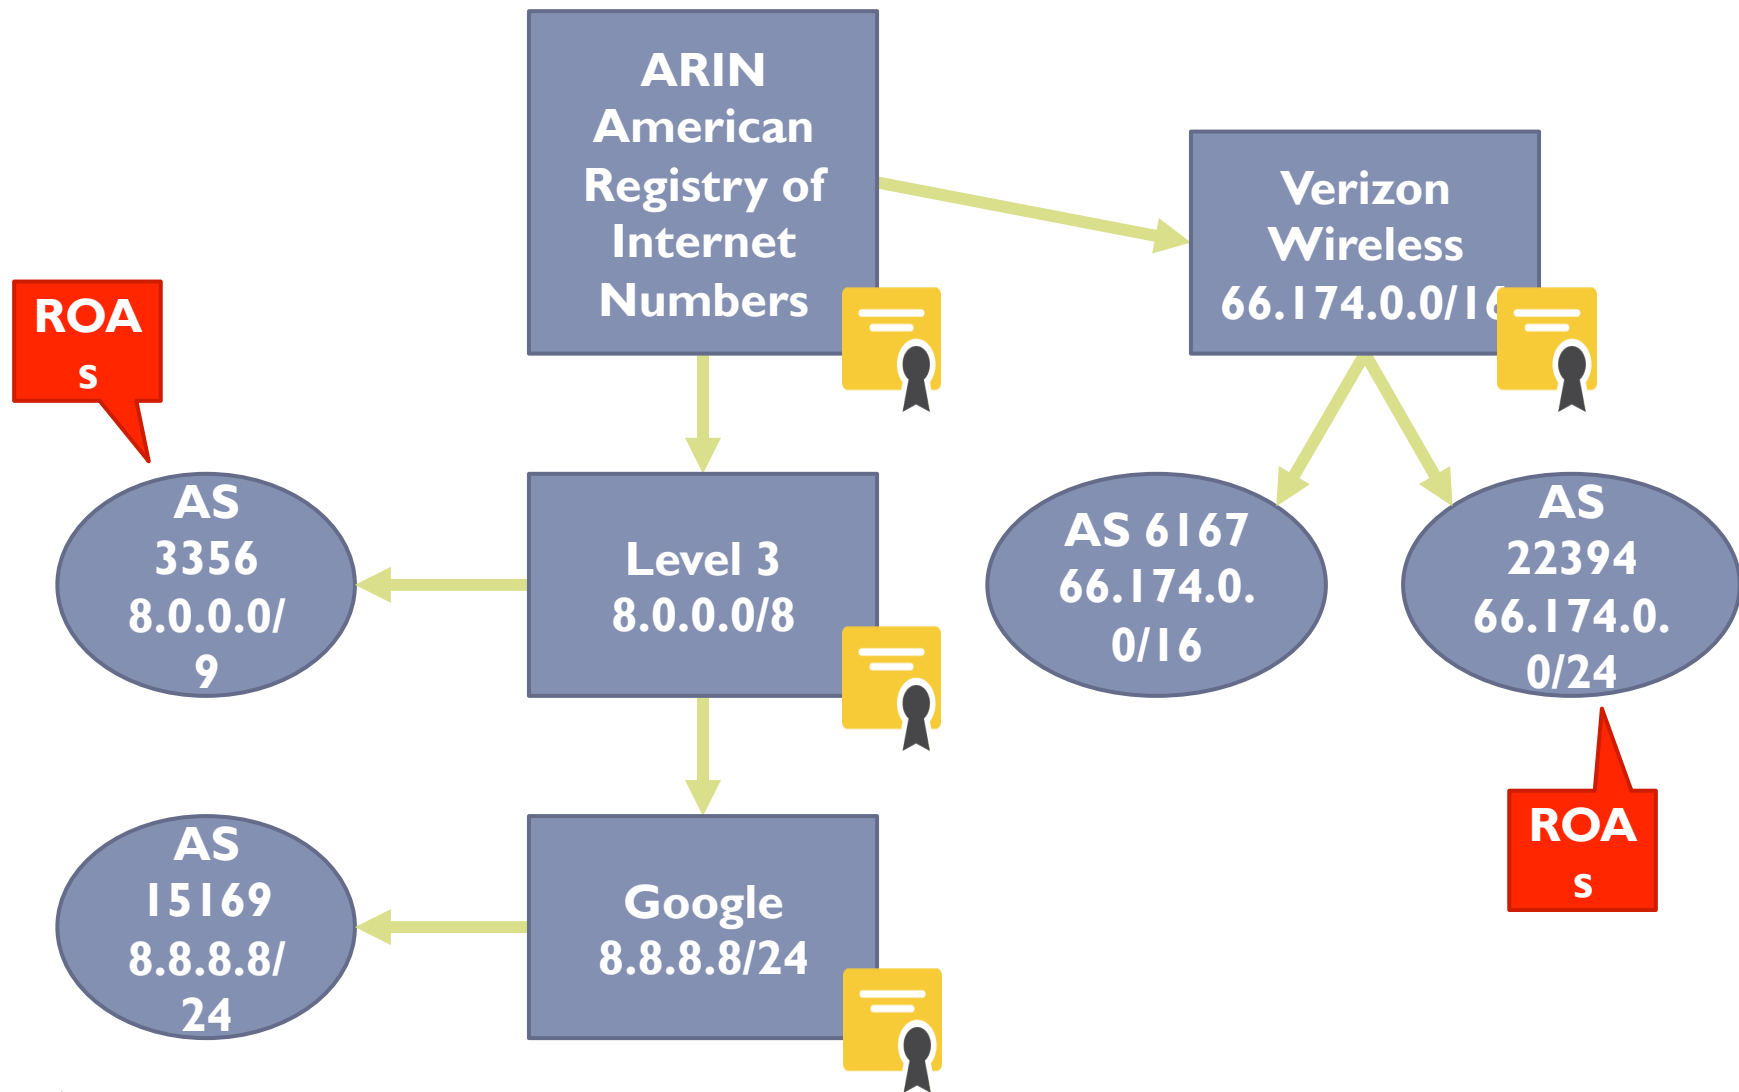 ARIN
American
Registry of
Internet
Numbers
Verizon
Wireless
66.174.0.0/16
ROA
s
AS
3356
8.0.0.0/
9
Level 3
8.0.0.0/8
AS 6167
66.174.0.
0/16
AS
22394
66.174.0.
0/24
ROA
s
AS
15169
8.8.8.8/
24
Google
8.8.8.8/24